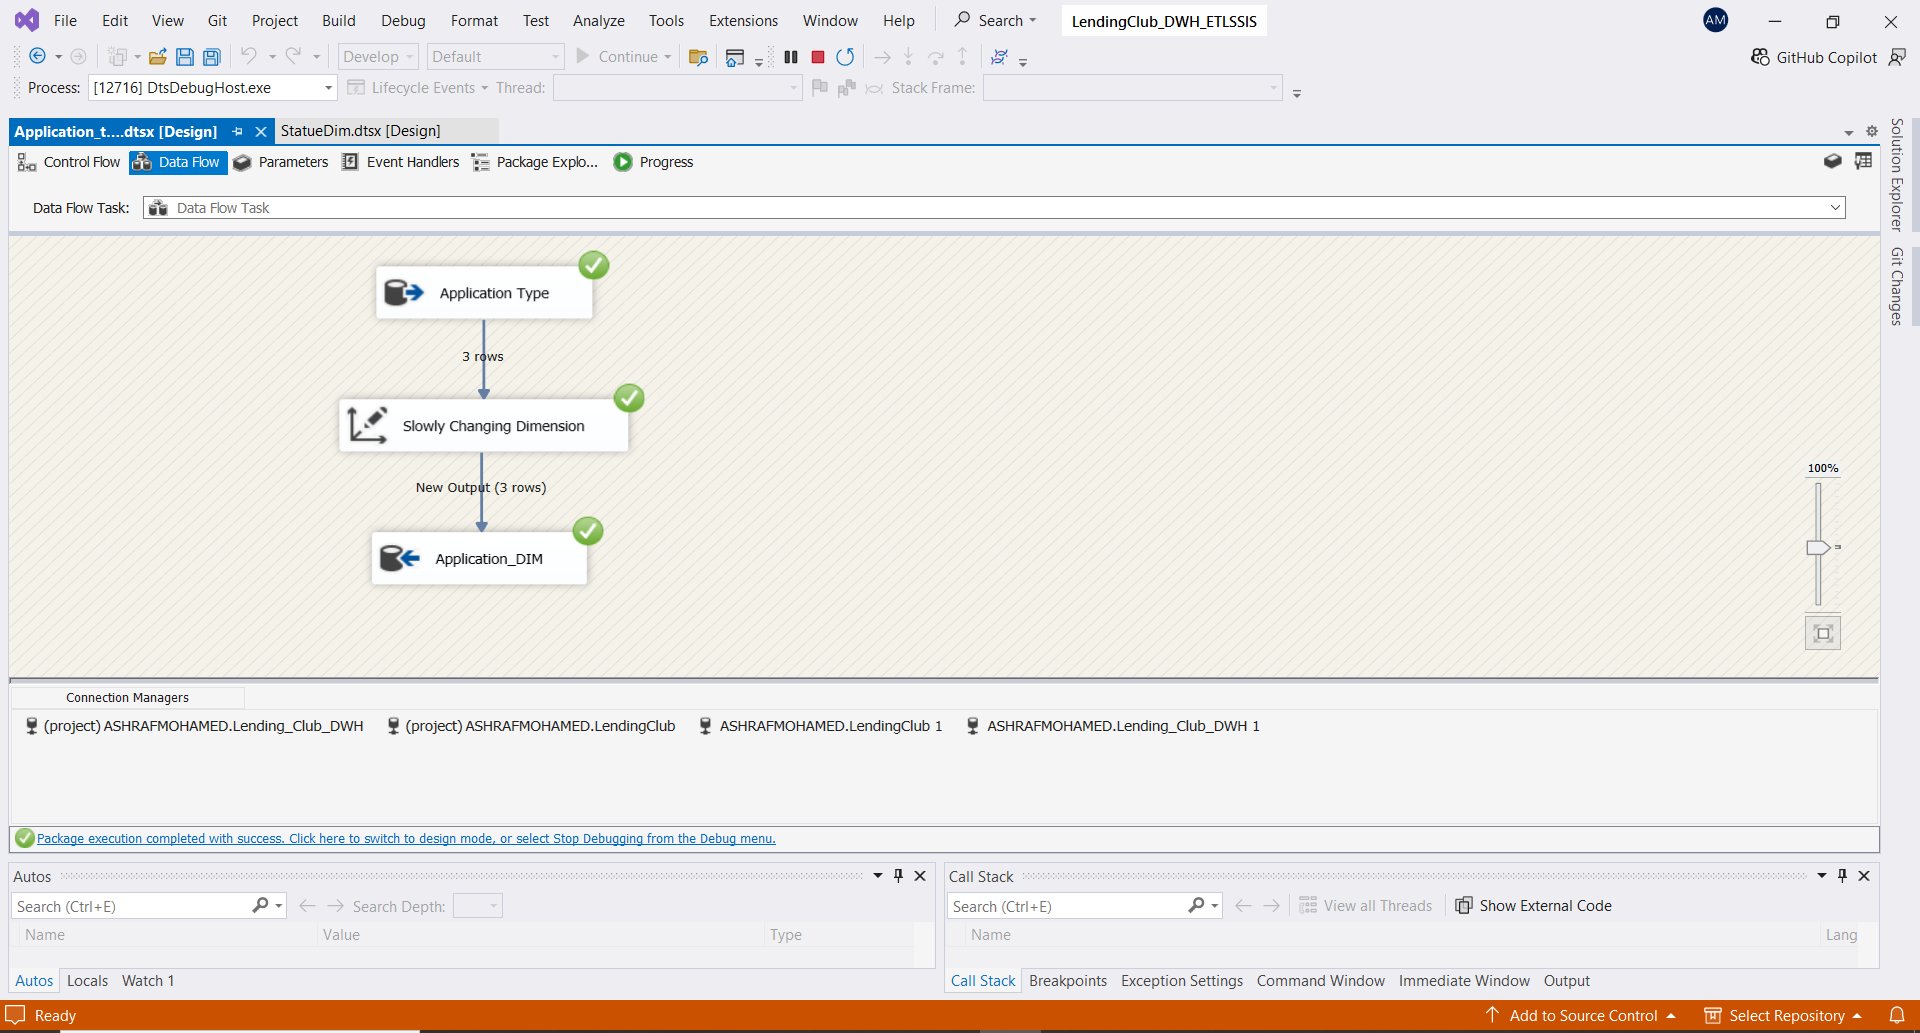 File Edit View Git Project Build Debug Format Test Analyze Tools Extensions Window Help Search LendingClub_DWH_ETLSSIS AM
Develop Default Continue GitHub Copilot
Process: [12716] DtsDebugHost.exe Lifecycle Events Thread: Stack Frame:
Application_t....dtsx [Design] StatueDim.dtsx [Design]
Control Flow Data Flow Parameters Event Handlers Package Explo... Progress
Data Flow Task: Data Flow Task
Solution Explorer
Git Changes
Application Type
3 rows
Slowly Changing Dimension
New Output (3 rows)
Application_DIM
100%
Connection Managers
(project) ASHRAFMOHAMED.Lending_Club_DWH (project) ASHRAFMOHAMED.LendingClub ASHRAFMOHAMED.LendingClub 1 ASHRAFMOHAMED.Lending_Club_DWH 1
Package execution completed with success. Click here to switch to design mode, or select Stop Debugging from the Debug menu.
Autos
Search (Ctrl+E) Search Depth:
Name Value Type
Autos Locals Watch 1
Call Stack
Search (Ctrl+E) View all Threads Show External Code
Name Lang
Call Stack Breakpoints Exception Settings Command Window Immediate Window Output
Ready Add to Source Control Select Repository